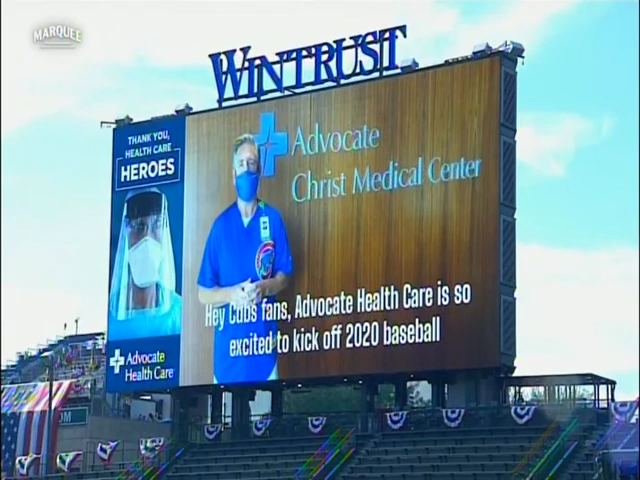 MARQUEE
WINTRUST
THANK YOU,
HEALTH CARE
HEROES
Advocate
Christ Medical Center
Hey Cubs fans, Advocate Health Care is so
excited to kick off 2020 baseball
Advocate
Health Care
COM